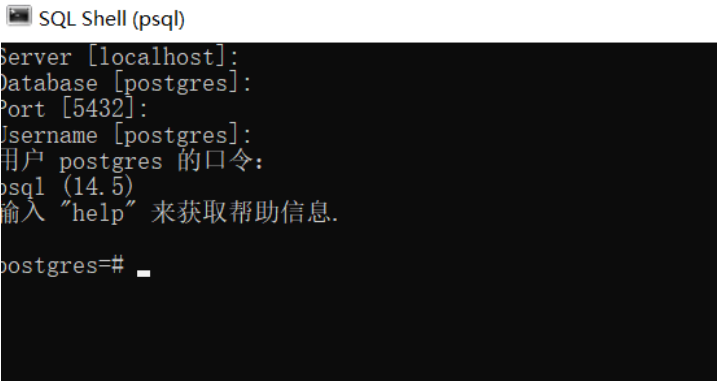 SQL Shell (psql)
Server [localhost]:
Database [postgres]:
Port [5432]:
Username [postgres]:
用户 postgres 的口令：
psql (14.5)
输入 "help" 来获取帮助信息.
postgres=#